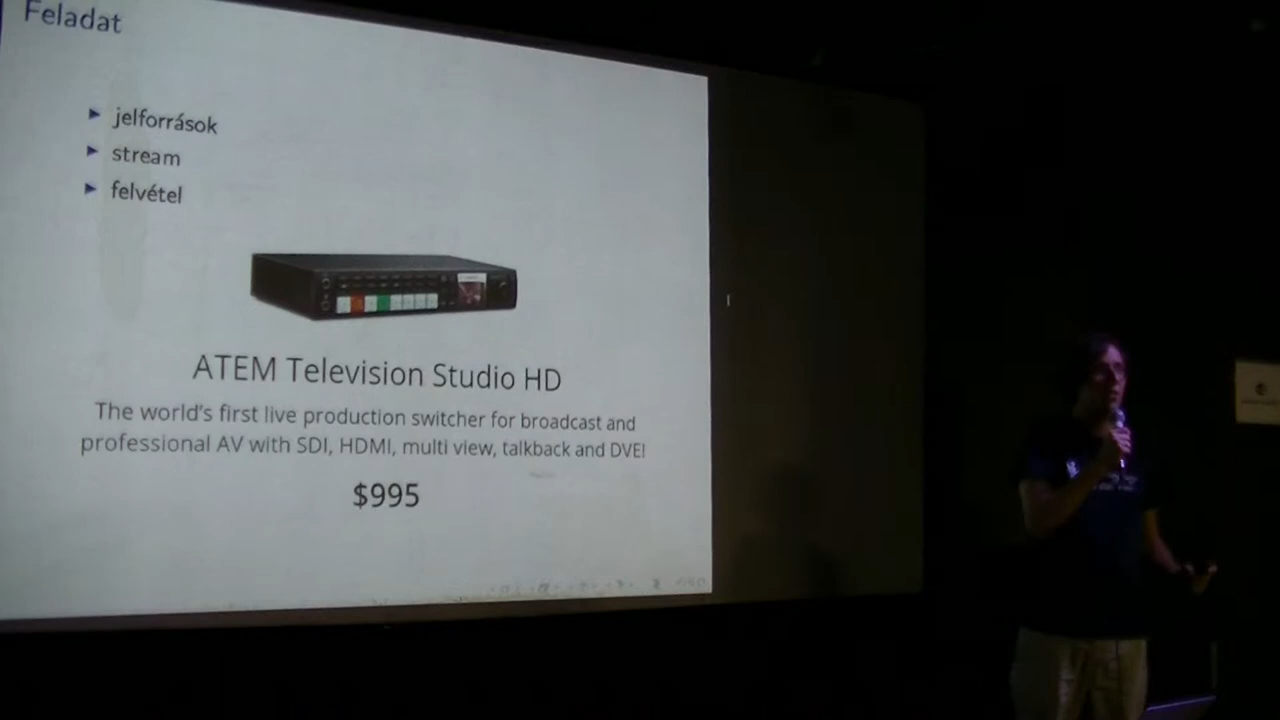 Feladat
jelforrások
stream
felvétel
ATEM Television Studio HD
The world's first live production switcher for broadcast and
professional AV with SDI, HDMI, multi view, talkback and DVE!
$995